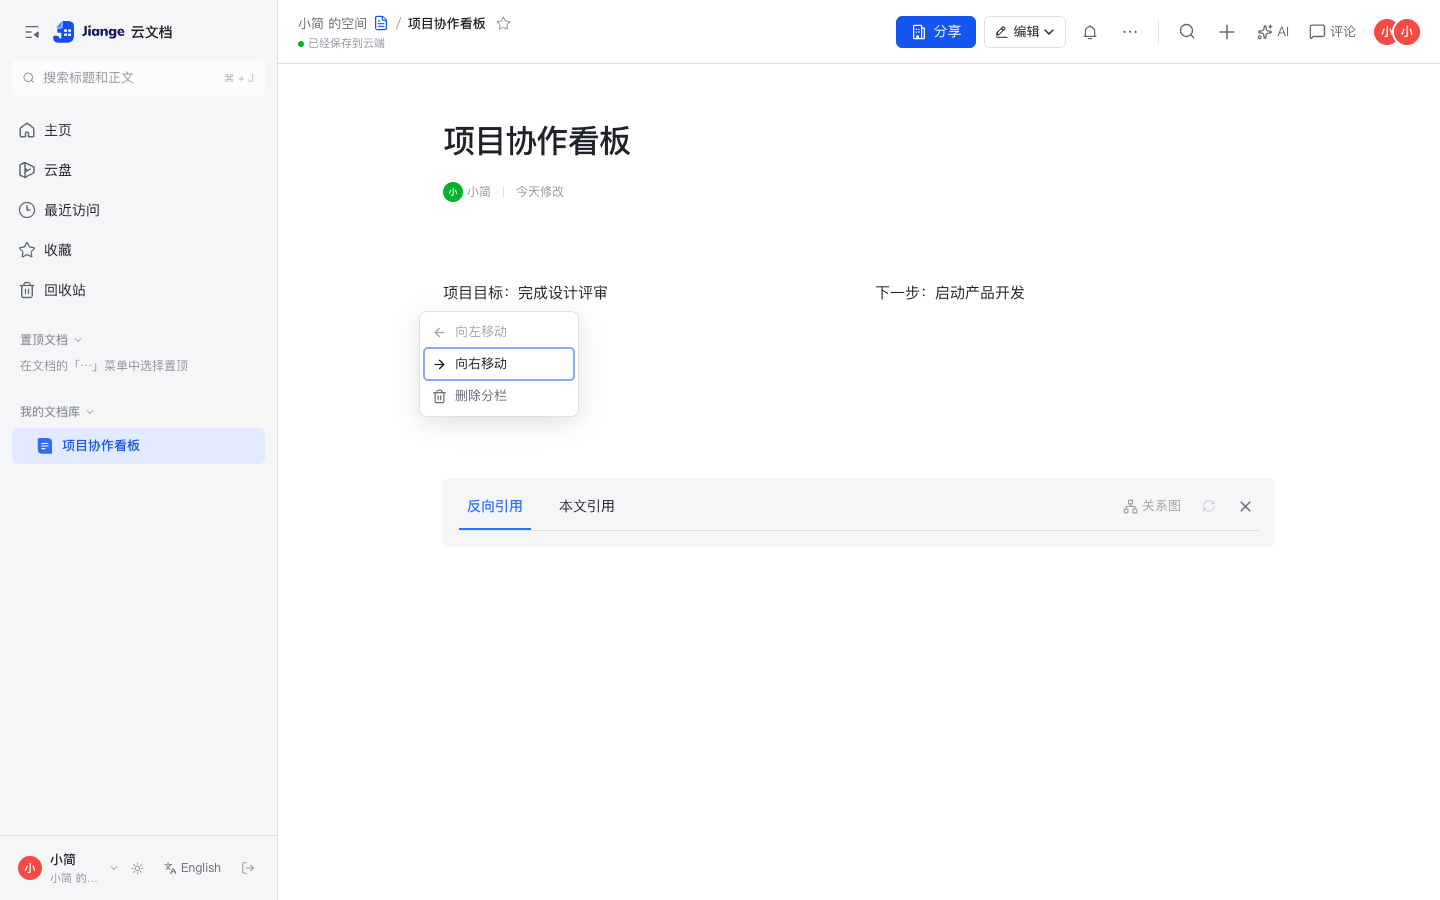 Jiange 云文档
搜索标题和正文 ⌘ + J
主页
云盘
最近访问
收藏
回收站
置顶文档
在文档的「···」菜单中选择置顶
我的文档库
项目协作看板
小简
小简 的...
English
小简 的空间 / 项目协作看板
已经保存到云端
分享 编辑 AI 评论 小 小
项目协作看板
小 小简 今天修改
项目目标：完成设计评审 下一步：启动产品开发
向左移动
向右移动
删除分栏
反向引用 本文引用 关系图
小